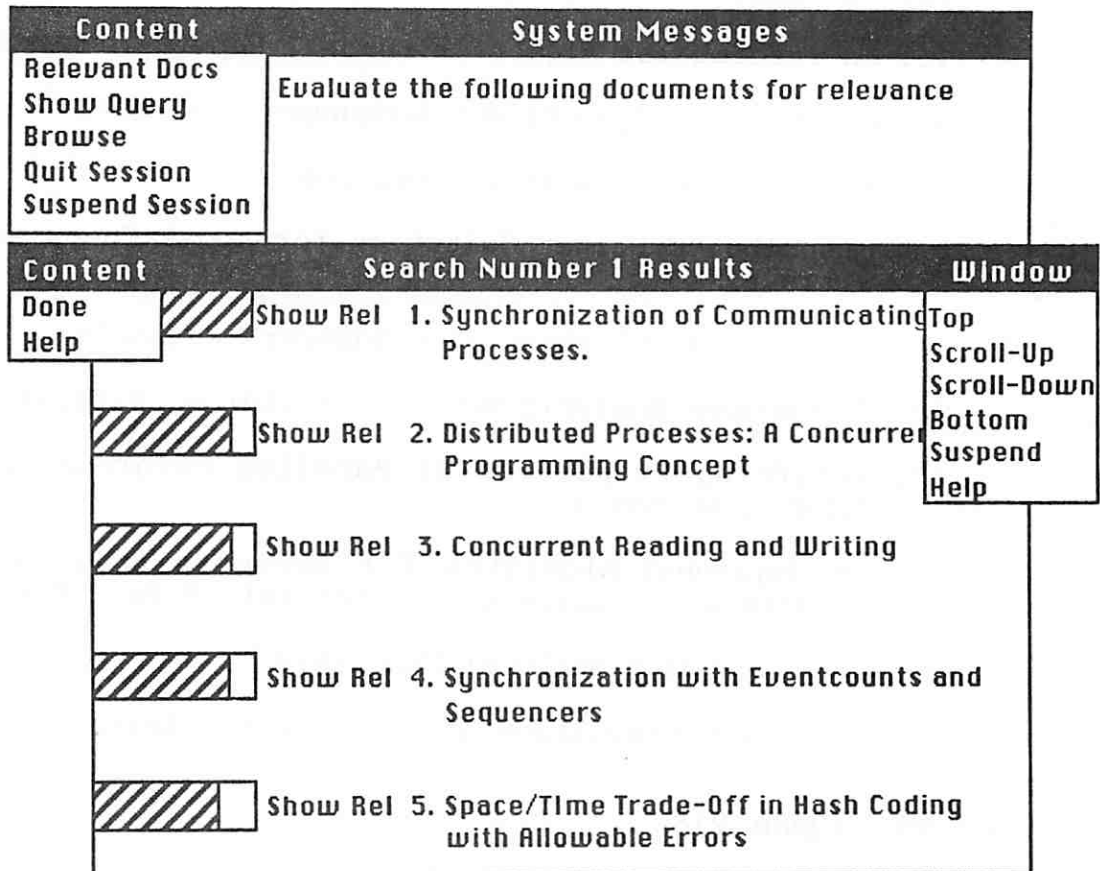 Content
System Messages
Relevant Docs
Show Query
Browse
Quit Session
Suspend Session
Evaluate the following documents for relevance
Content
Search Number 1 Results
Window
Done
Help
Show Rel 1. Synchronization of Communicating
Processes.
Top
Scroll-Up
Scroll-Down
Bottom
Suspend
Help
Show Rel 2. Distributed Processes: A Concurre
Programming Concept
Show Rel 3. Concurrent Reading and Writing
Show Rel 4. Synchronization with Eventcounts and
Sequencers
Show Rel 5. Space/TIme Trade-Off in Hash Coding
with Allowable Errors